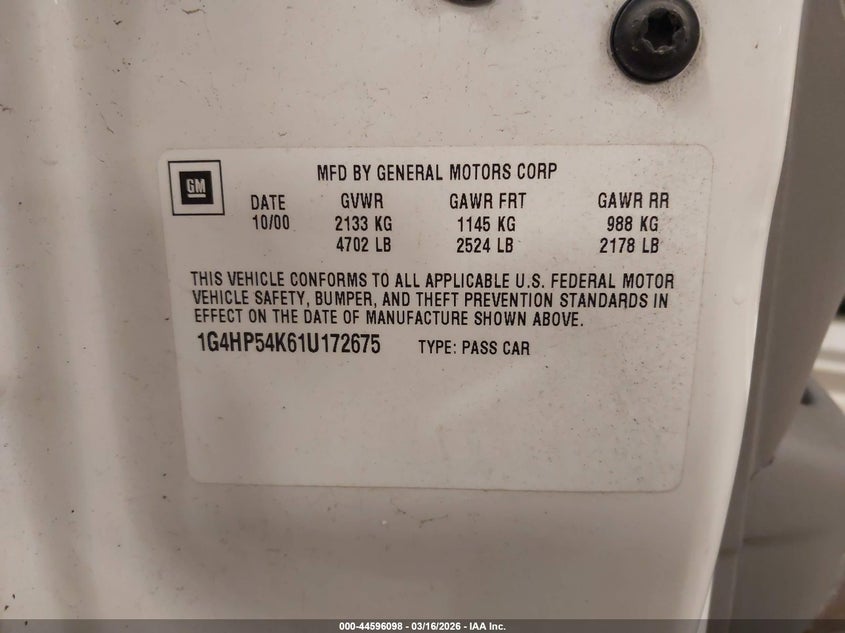 GM
MFD BY GENERAL MOTORS CORP
DATE GVWR GAWR FRT GAWR RR
10/00 2133 KG 1145 KG 988 KG
4702 LB 2524 LB 2178 LB
THIS VEHICLE CONFORMS TO ALL APPLICABLE U.S. FEDERAL MOTOR
VEHICLE SAFETY, BUMPER, AND THEFT PREVENTION STANDARDS IN
EFFECT ON THE DATE OF MANUFACTURE SHOWN ABOVE.
1G4HP54K61U172675 TYPE: PASS CAR
000-44596098 - 03/16/2026 - IAA Inc.